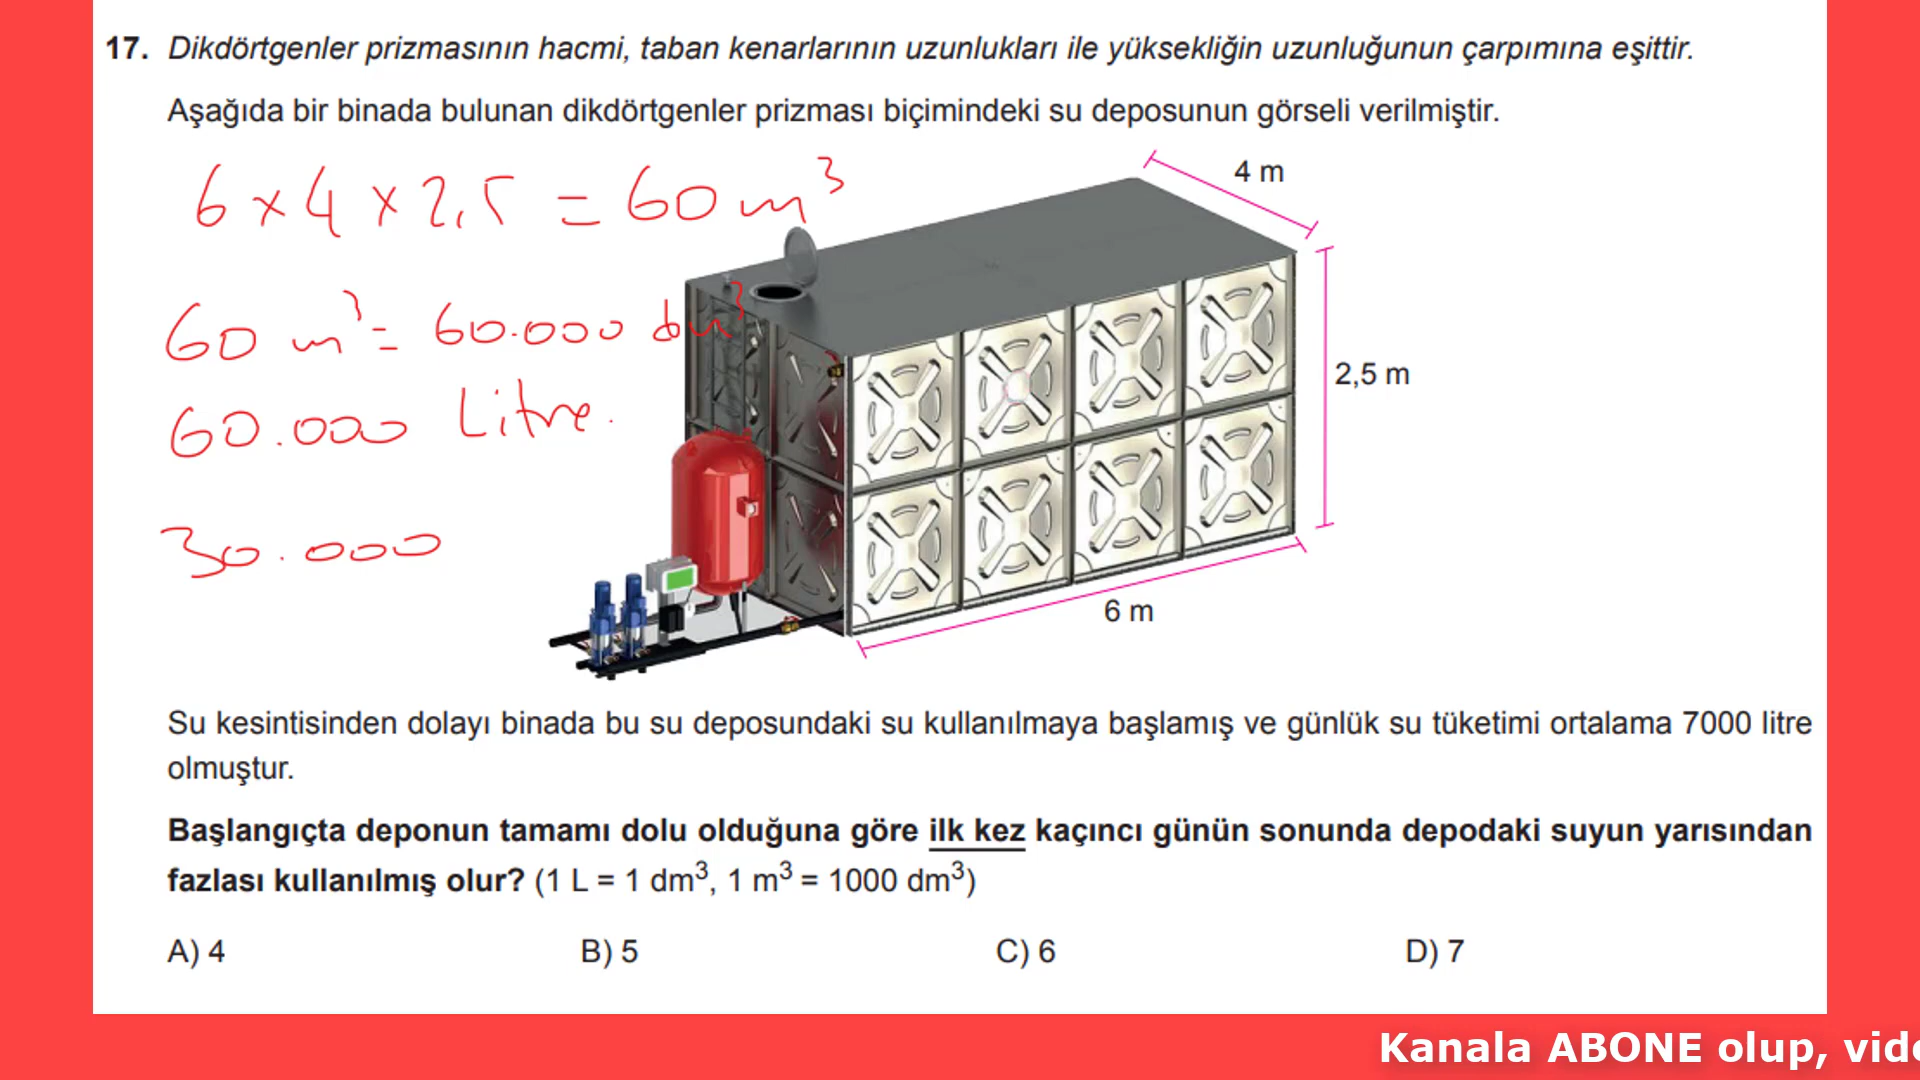 17. Dikdörtgenler prizmasının hacmi, taban kenarlarının uzunlukları ile yüksekliğin uzunluğunun çarpımına eşittir.
Aşağıda bir binada bulunan dikdörtgenler prizması biçimindeki su deposunun görseli verilmiştir.
6 x 4 x 2,5 = 60 m³
4 m
60 m³ = 60.000 dm³
2,5 m
60.000 Litre.
30.000
6 m
Su kesintisinden dolayı binada bu su deposundaki su kullanılmaya başlamış ve günlük su tüketimi ortalama 7000 litre
olmuştur.
Başlangıçta deponun tamamı dolu olduğuna göre ilk kez kaçıncı günün sonunda depodaki suyun yarısından
fazlası kullanılmış olur? (1 L = 1 dm³, 1 m³ = 1000 dm³)
A) 4 B) 5 C) 6 D) 7
Kanala ABONE olup, vide